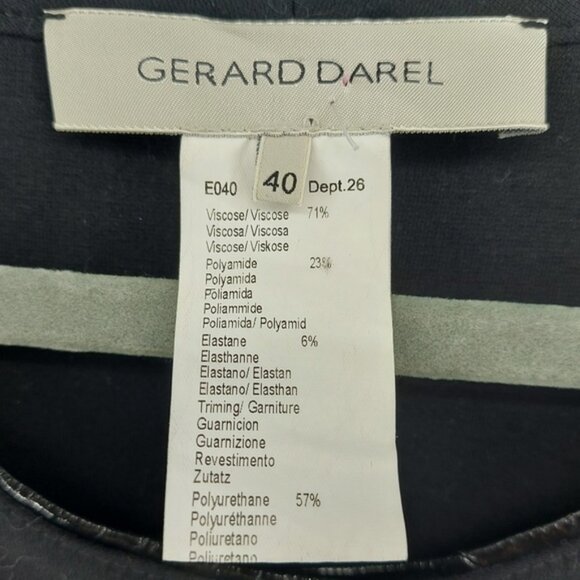 GERARD DAREL
E040 40 Dept.26
Viscose/ Viscose 71%
Viscosa/ Viscosa
Viscose/ Viskose
Polyamide 23%
Polyamida
Poliamida
Poliammide
Poliamida/ Polyamid
Elastane 6%
Elasthanne
Elastano/ Elastan
Elastano/ Elasthan
Triming/ Garniture
Guarnicion
Guarnizione
Revestimento
Zutatz
Polyurethane 57%
Polyuréthanne
Poliuretano
Poliuretano